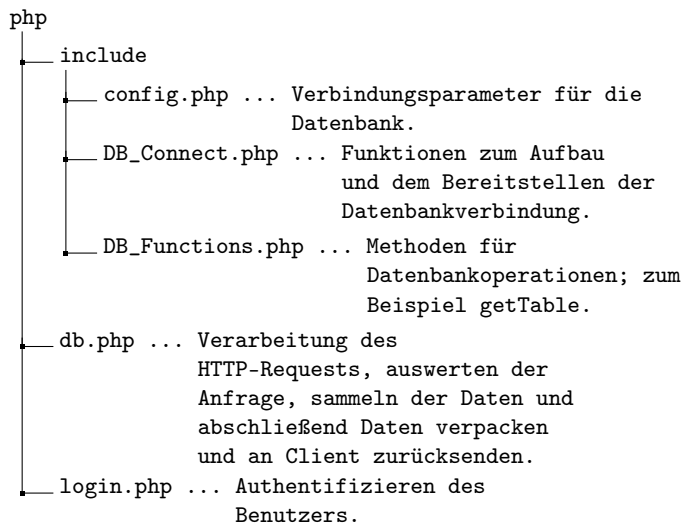 php
include
config.php ... Verbindungsparameter für die
Datenbank.
DB_Connect.php ... Funktionen zum Aufbau
und dem Bereitstellen der
Datenbankverbindung.
DB_Functions.php ... Methoden für
Datenbankoperationen; zum
Beispiel getTable.
db.php ... Verarbeitung des
HTTP-Requests, auswerten der
Anfrage, sammeln der Daten und
abschließend Daten verpacken
und an Client zurücksenden.
login.php ... Authentifizieren des
Benutzers.